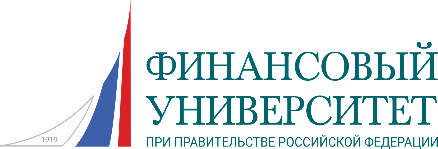 ФИНАНСОВЫЙ
УНИВЕРСИТЕТ
ПРИ ПРАВИТЕЛЬСТВЕ РОССИЙСКОЙ ФЕДЕРАЦИИ
1919